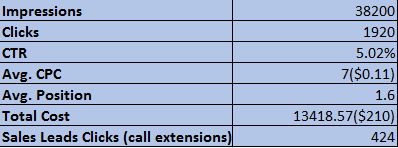 Impressions 38200
Clicks 1920
CTR 5.02%
Avg. CPC 7($0.11)
Avg. Position 1.6
Total Cost 13418.57($210)
Sales Leads Clicks (call extensions) 424